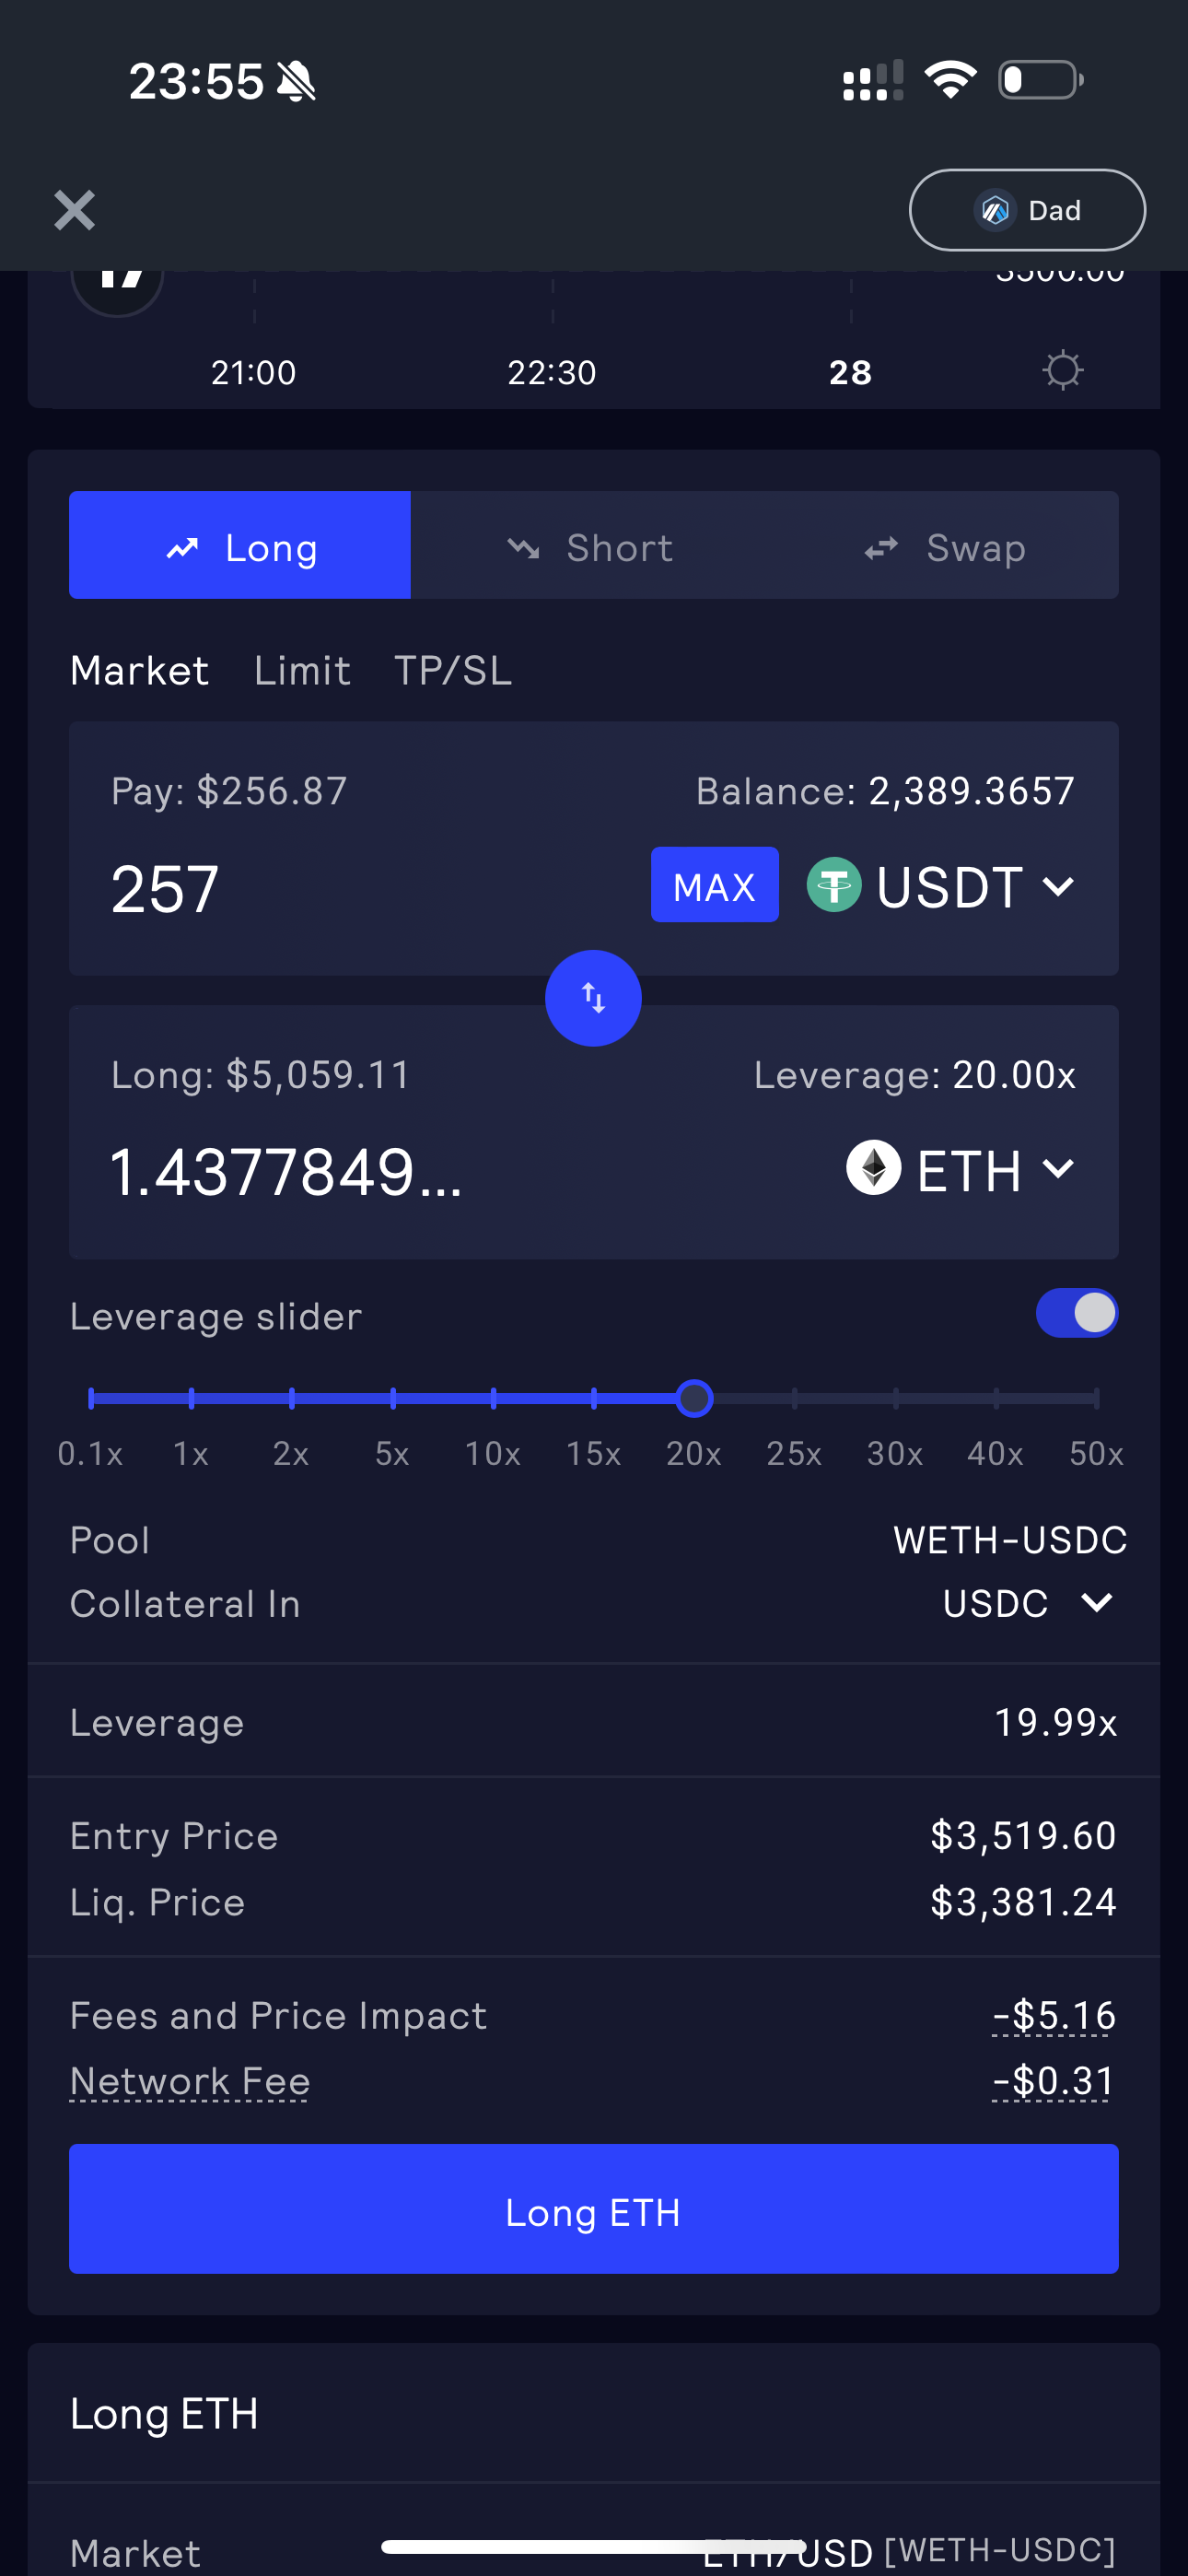 23:55
Dad
3500.00
21:00 22:30 28
Long Short Swap
Market Limit TP/SL
Pay: $256.87 Balance: 2,389.3657
257 MAX USDT
Long: $5,059.11 Leverage: 20.00x
1.4377849... ETH
Leverage slider
0.1x 1x 2x 5x 10x 15x 20x 25x 30x 40x 50x
Pool WETH-USDC
Collateral In USDC
Leverage 19.99x
Entry Price $3,519.60
Liq. Price $3,381.24
Fees and Price Impact -$5.16
Network Fee -$0.31
Long ETH
Long ETH
Market ETH/USD [WETH-USDC]